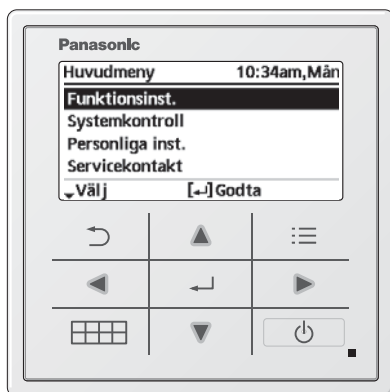 Panasonic
Huvudmeny 10:34am,Mån
Funktionsinst.
Systemkontroll
Personliga inst.
Servicekontakt
Välj [↵]Godta